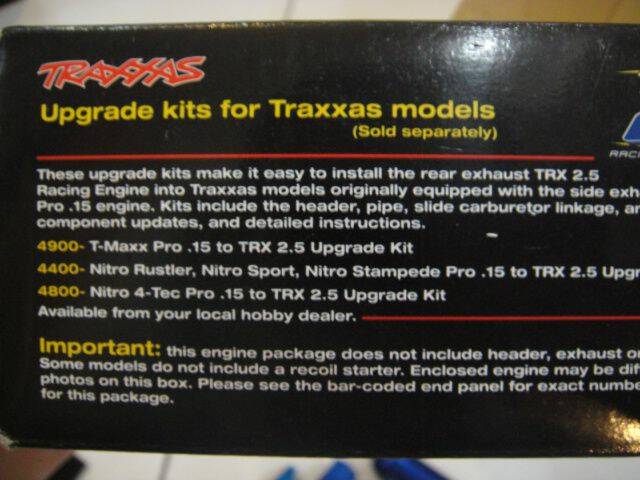 TRAXXAS
Upgrade kits for Traxxas models
(Sold separately)
These upgrade kits make it easy to install the rear exhaust TRX 2.5
Racing Engine into Traxxas models originally equipped with the side exh
Pro .15 engine. Kits include the header, pipe, slide carburetor linkage, an
component updates, and detailed instructions.
4900- T-Maxx Pro .15 to TRX 2.5 Upgrade Kit
4400- Nitro Rustler, Nitro Sport, Nitro Stampede Pro .15 to TRX 2.5 Upgr
4800- Nitro 4-Tec Pro .15 to TRX 2.5 Upgrade Kit
Available from your local hobby dealer.
Important: this engine package does not include header, exhaust o
Some models do not include a recoil starter. Enclosed engine may be dif
photos on this box. Please see the bar-coded end panel for exact numbe
for this package.
RACIN